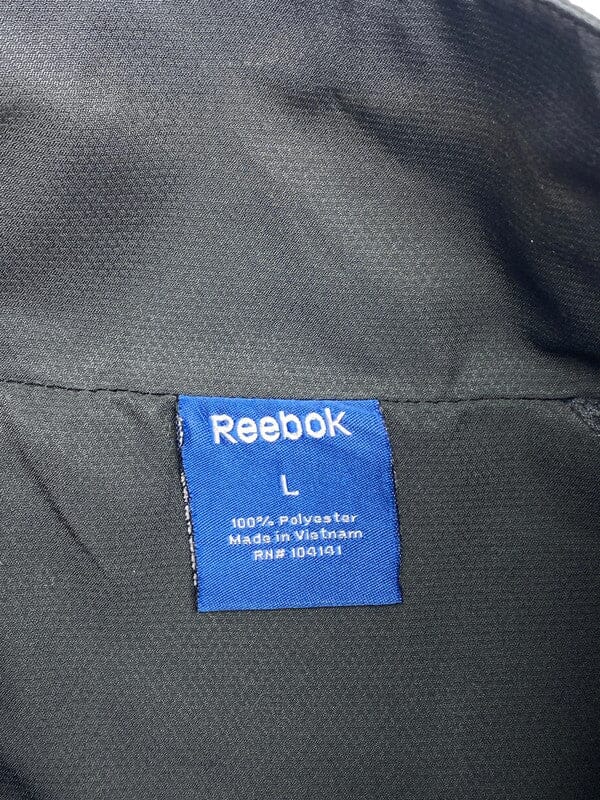 Reebok
L
100% Polyester
Made in Vietnam
RN# 104141